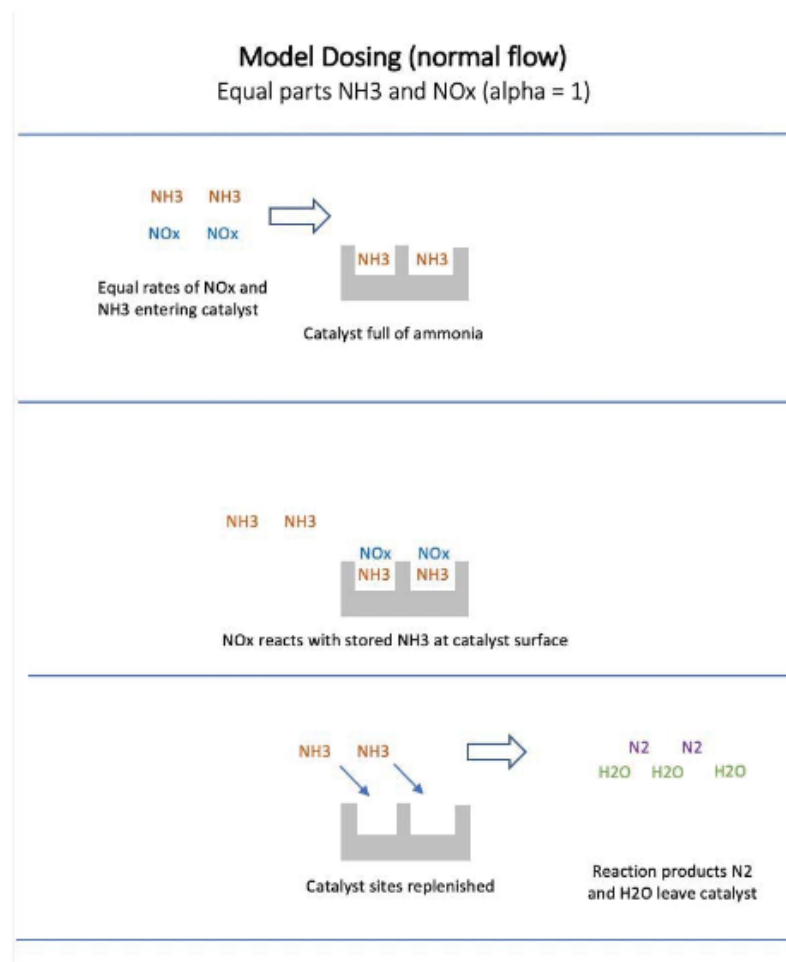 Model Dosing (normal flow)
Equal parts NH3 and NOx (alpha = 1)
NH3 NH3
NOx NOx
Equal rates of NOx and
NH3 entering catalyst
NH3 NH3
Catalyst full of ammonia
NH3 NH3
NOx NOx
NH3 NH3
NOx reacts with stored NH3 at catalyst surface
NH3 NH3
N2 N2
H2O H2O H2O
Catalyst sites replenished
Reaction products N2
and H2O leave catalyst